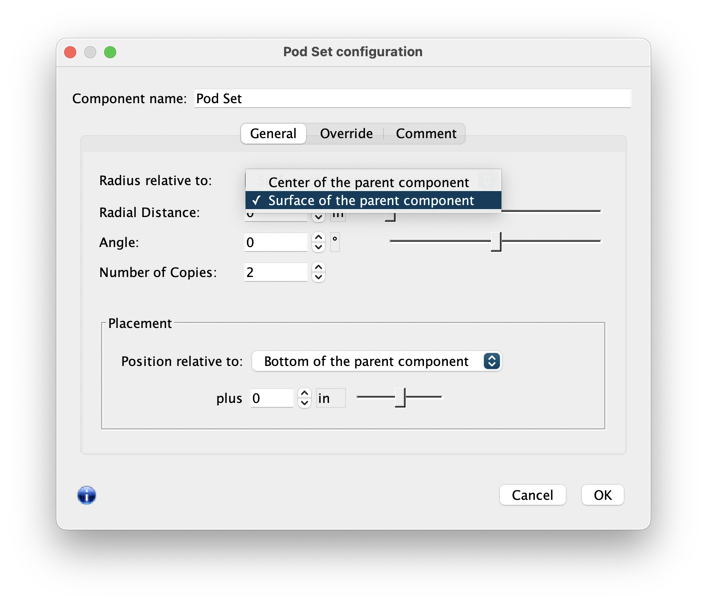 Pod Set configuration
Component name: Pod Set
General Override Comment
Radius relative to:
Center of the parent component
✓ Surface of the parent component
Radial Distance: 0 in
Angle: 0 °
Number of Copies: 2
Placement
Position relative to: Bottom of the parent component
plus 0 in
Cancel OK